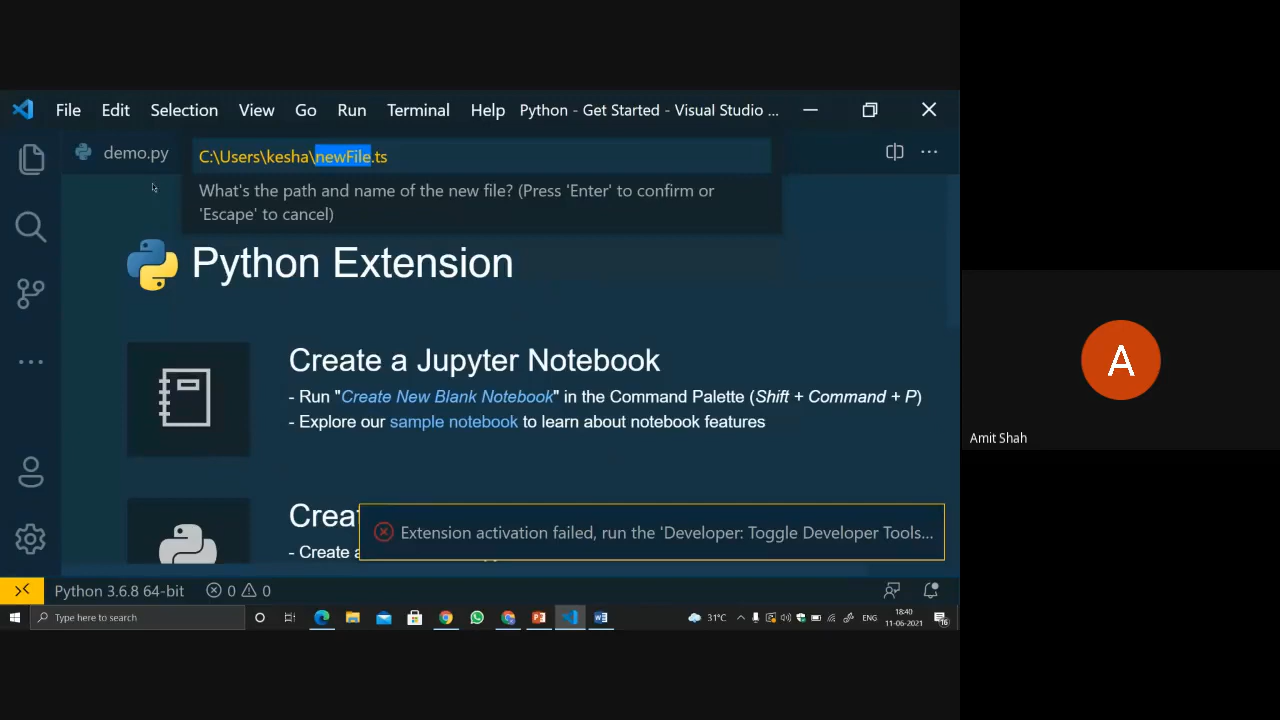 File Edit Selection View Go Run Terminal Help Python - Get Started - Visual Studio ...
demo.py
C:\Users\kesha\newFile.ts
What's the path and name of the new file? (Press 'Enter' to confirm or
'Escape' to cancel)
Python Extension
Create a Jupyter Notebook
- Run "Create New Blank Notebook" in the Command Palette (Shift + Command + P)
- Explore our sample notebook to learn about notebook features
Crea
- Create a
Extension activation failed, run the 'Developer: Toggle Developer Tools...
Python 3.6.8 64-bit 0 0
Type here to search
31°C ENG
18:40
11-06-2021
16
A
Amit Shah